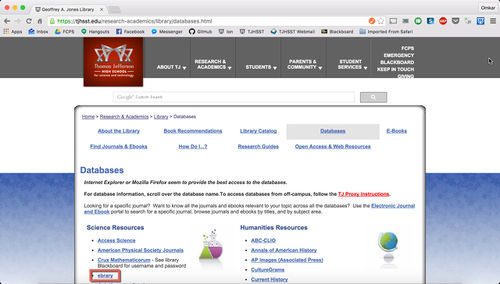 Geoffrey A. Jones Library
Omkar
https://tjhsst.edu/research-academics/library/databases.html
Apps
FCPS
Hangouts
Inbox
Facebook
Messenger
GitHub
Ion
TJHSST
TJHSST Webmail
Blackboard
Imported From Safari
Thomas Jefferson
HIGH SCHOOL
for science and technology
ABOUT TJ
RESEARCH &
ACADEMICS
STUDENTS
PARENTS &
COMMUNITY
STUDENT
SERVICES
FCPS
EMERGENCY
BLACKBOARD
KEEP IN TOUCH
GIVING
Google Custom Search
Home > Research & Academics > Library > Databases
About the Library
Book Recommendations
Library Catalog
Databases
E-Books
Find Journals & Ebooks
How Do I...?
Research Guides
Open Access & Web Resources
Databases
Internet Explorer or Mozilla Firefox seem to provide the best access to the databases.
For database information, scroll over the database name.To access databases from off-campus, follow the TJ Proxy instructions.
Looking for a specific journal? Want to know all the journals and ebooks relevant to your topic across all the databases? Use the Electronic Journal
and Ebook portal to search for a specific journal, browse journals and ebooks by titles, and by subject area.
Science Resources
Access Science
American Physical Society Journals
Crux Mathematicorum - See library
Blackboard for username and password
ebrary
Humanities Resources
ABC-CLIO
Annals of American History
AP Images (Associated Press)
CultureGrams
Current History